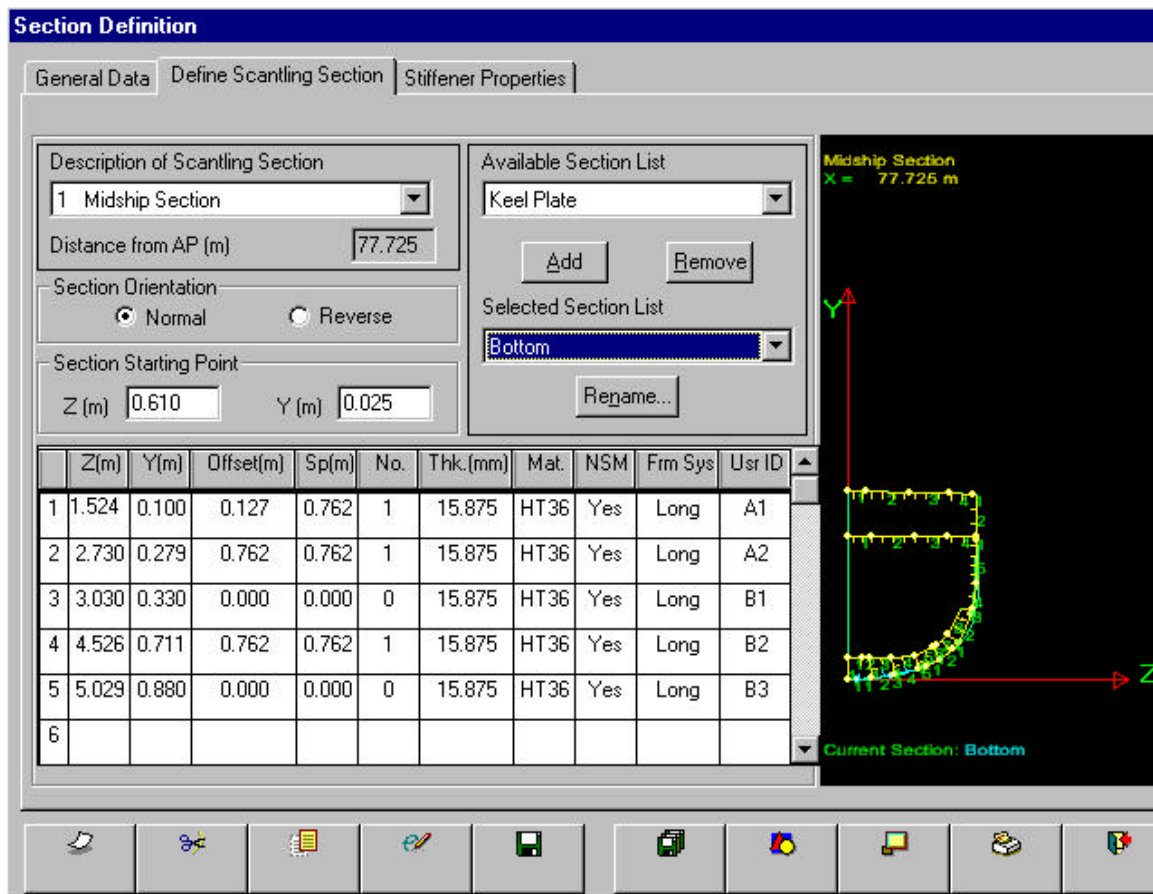 Section Definition
General Data Define Scantling Section Stiffener Properties
Description of Scantling Section
1 Midship Section
Distance from AP (m) 77.725
Section Orientation
Normal Reverse
Section Starting Point
Z (m) 0.610 Y (m) 0.025
Available Section List
Keel Plate
Add Remove
Selected Section List
Bottom
Rename...
Z(m) Y(m) Offset(m) Sp(m) No. Thk.(mm) Mat. NSM Frm Sys Usr ID
1 1.524 0.100 0.127 0.762 1 15.875 HT36 Yes Long A1
2 2.730 0.279 0.762 0.762 1 15.875 HT36 Yes Long A2
3 3.030 0.330 0.000 0.000 0 15.875 HT36 Yes Long B1
4 4.526 0.711 0.762 0.762 1 15.875 HT36 Yes Long B2
5 5.029 0.880 0.000 0.000 0 15.875 HT36 Yes Long B3
6
Midship Section
X = 77.725 m
Y
Z
Current Section: Bottom